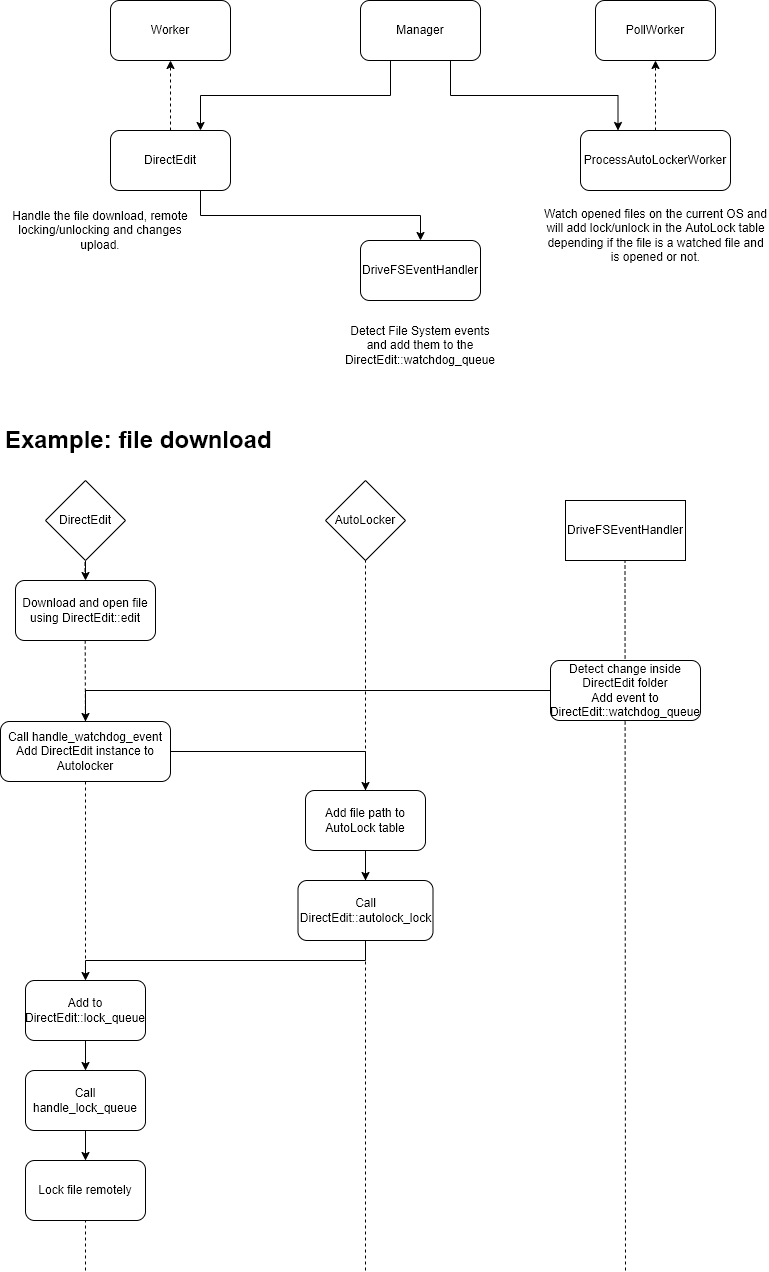 Worker
Manager
PollWorker
DirectEdit
ProcessAutoLockerWorker
Handle the file download, remote
locking/unlocking and changes
upload.
Watch opened files on the current OS and
will add lock/unlock in the AutoLock table
depending if the file is a watched file and
is opened or not.
DriveFSEventHandler
Detect File System events
and add them to the
DirectEdit::watchdog_queue
Example: file download
DirectEdit
AutoLocker
DriveFSEventHandler
Download and open file
using DirectEdit::edit
Detect change inside
DirectEdit folder
Add event to
DirectEdit::watchdog_queue
Call handle_watchdog_event
Add DirectEdit instance to
Autolocker
Add file path to
AutoLock table
Call
DirectEdit::autolock_lock
Add to
DirectEdit::lock_queue
Call
handle_lock_queue
Lock file remotely